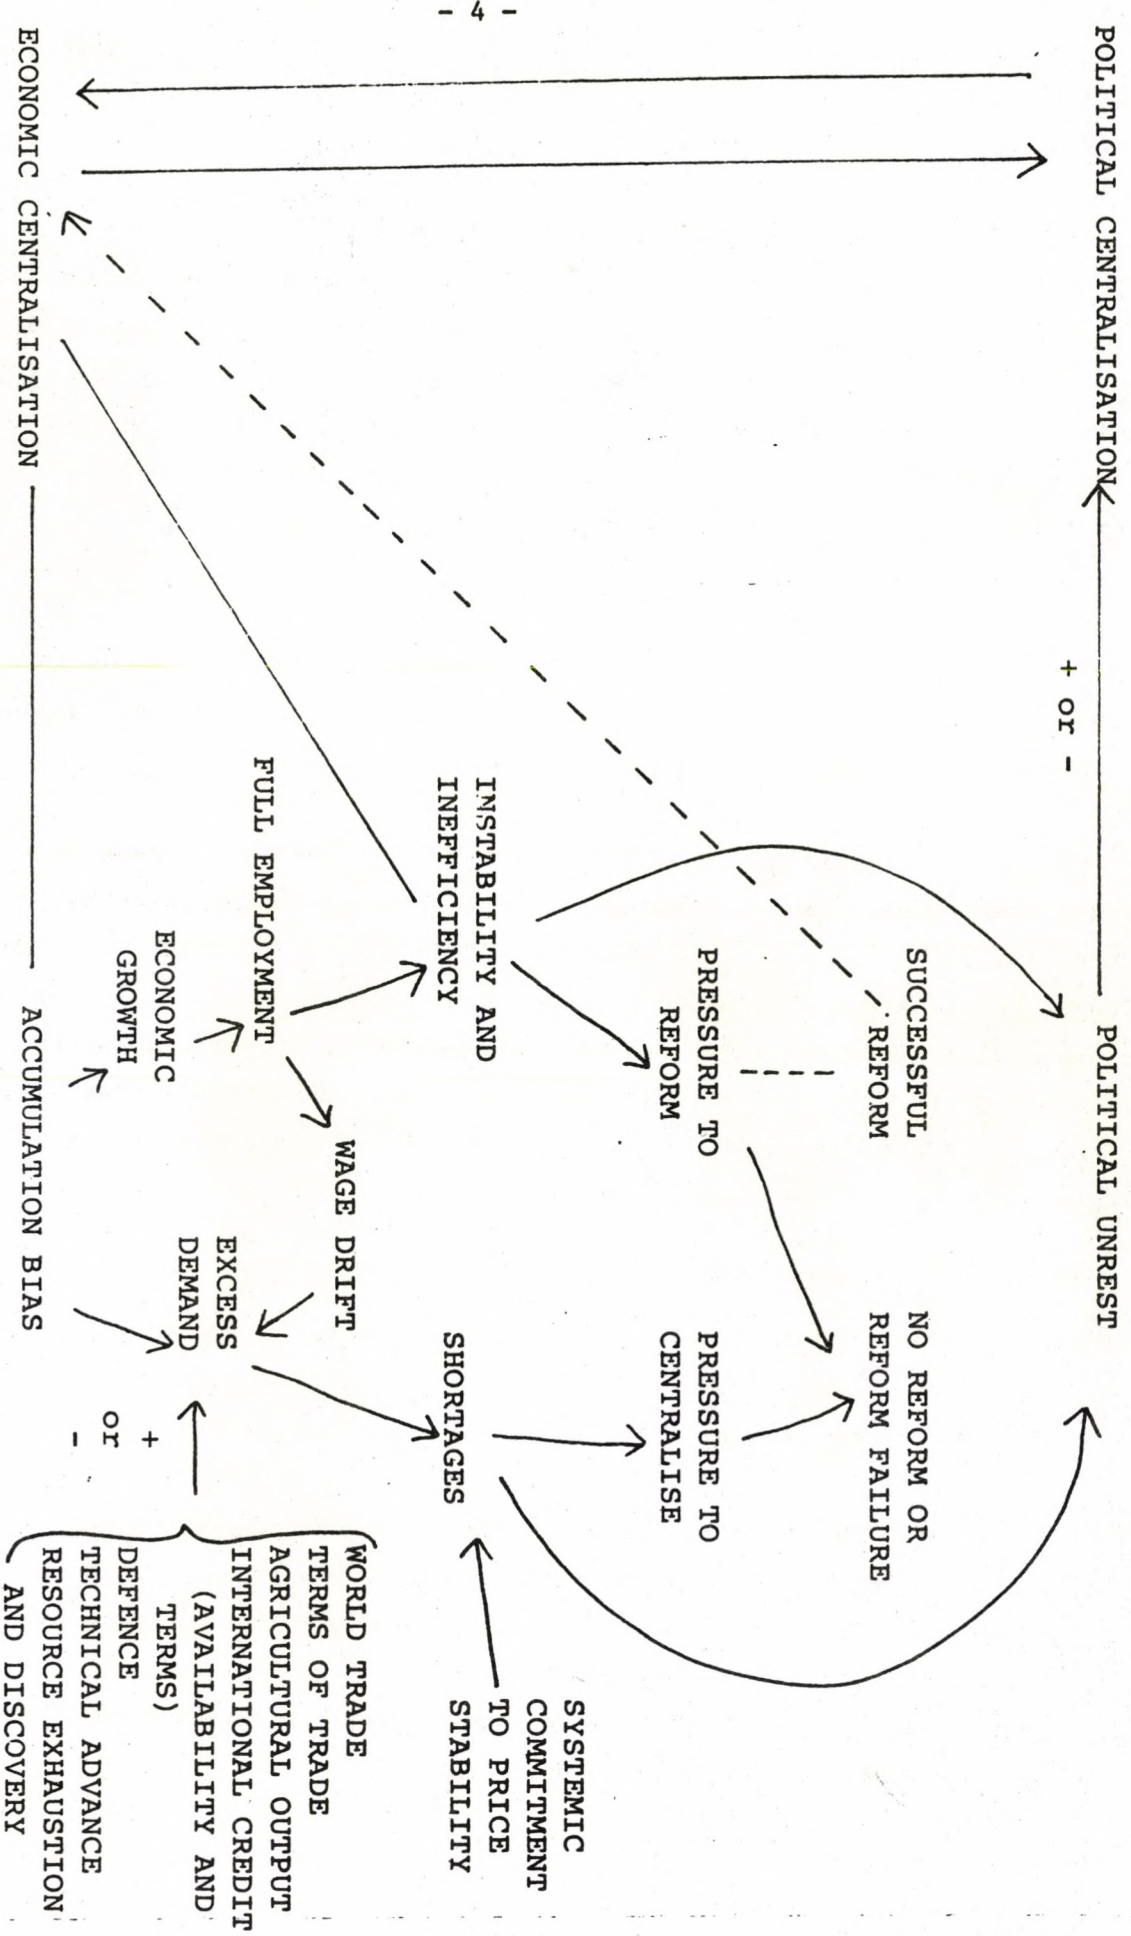 - 4 -
POLITICAL CENTRALISATION
+ or -
POLITICAL UNREST
SUCCESSFUL
REFORM
NO REFORM OR
REFORM FAILURE
PRESSURE TO
REFORM
PRESSURE TO
CENTRALISE
INSTABILITY AND
INEFFICIENCY
SHORTAGES
SYSTEMIC
COMMITMENT
TO PRICE
STABILITY
FULL EMPLOYMENT
WAGE DRIFT
ECONOMIC
GROWTH
EXCESS
DEMAND
+
or
-
WORLD TRADE
TERMS OF TRADE
AGRICULTURAL OUTPUT
INTERNATIONAL CREDIT
(AVAILABILITY AND
TERMS)
DEFENCE
TECHNICAL ADVANCE
RESOURCE EXHAUSTION
AND DISCOVERY
ECONOMIC CENTRALISATION
ACCUMULATION BIAS